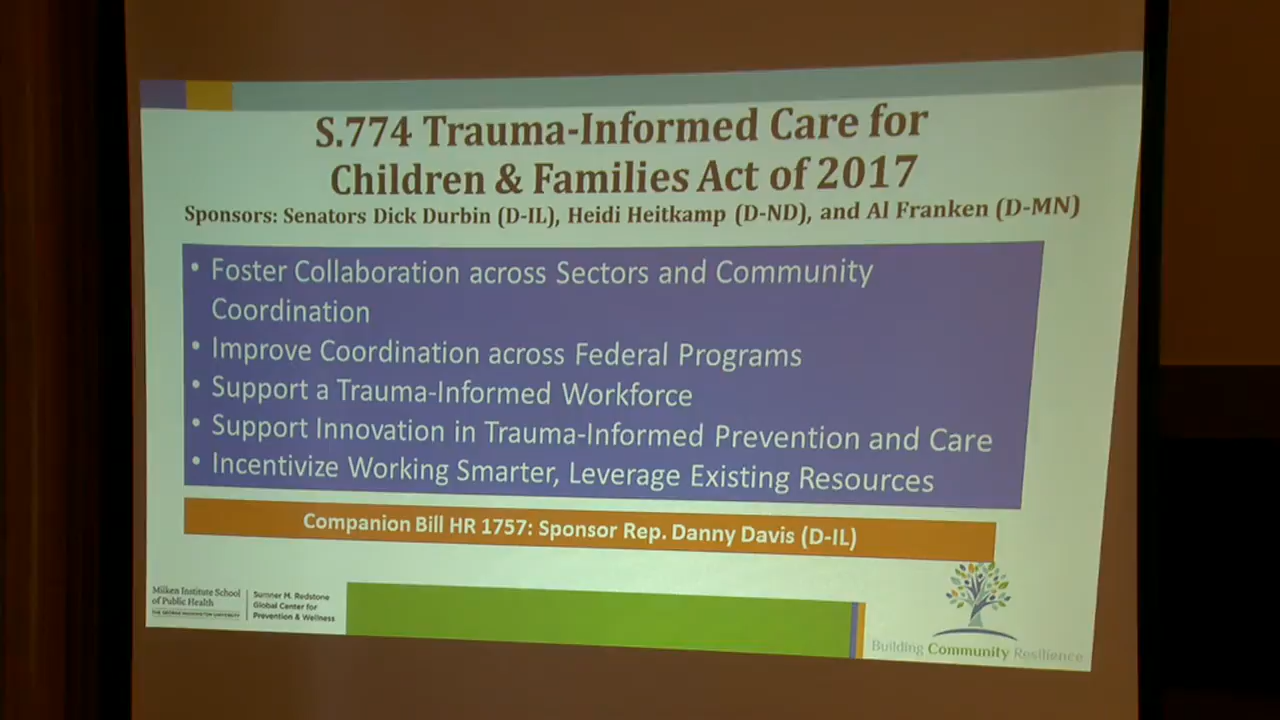 S.774 Trauma-Informed Care for
Children & Families Act of 2017
Sponsors: Senators Dick Durbin (D-IL), Heidi Heitkamp (D-ND), and Al Franken (D-MN)
• Foster Collaboration across Sectors and Community
Coordination
• Improve Coordination across Federal Programs
• Support a Trauma-Informed Workforce
• Support Innovation in Trauma-Informed Prevention and Care
• Incentivize Working Smarter, Leverage Existing Resources
Companion Bill HR 1757: Sponsor Rep. Danny Davis (D-IL)
Milken Institute School
of Public Health
THE GEORGE WASHINGTON UNIVERSITY
Sumner M. Redstone
Global Center for
Prevention & Wellness
Building Community Resilience